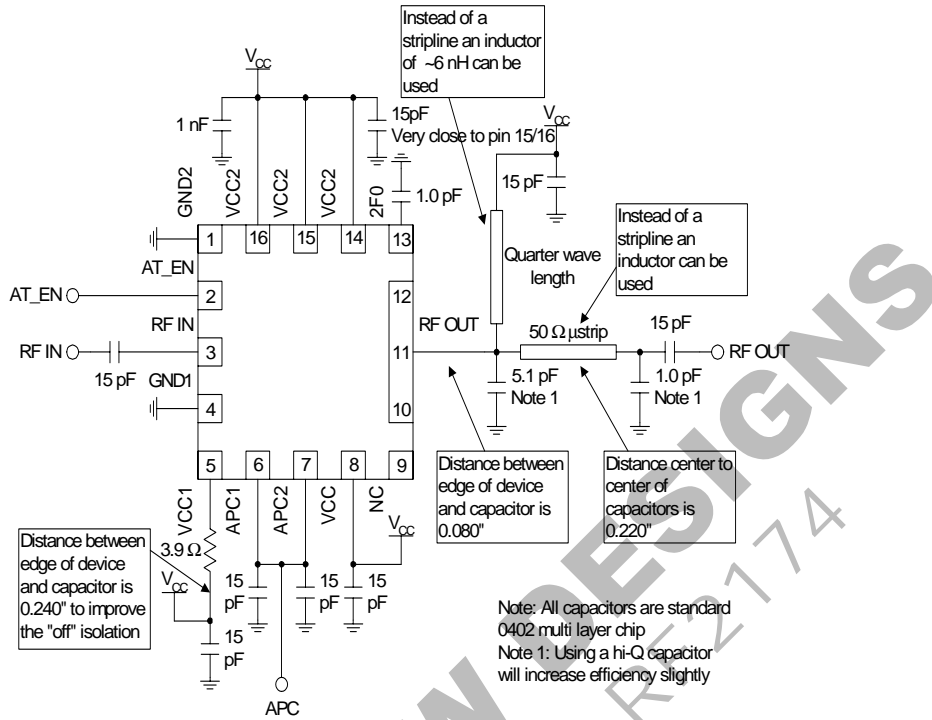 Instead of a
stripline an inductor
of ~6 nH can be
used
V_CC
1 nF
15pF
Very close to pin 15/16
V_CC
15 pF
1.0 pF
GND2
VCC2
VCC2
VCC2
2F0
1
16
15
14
13
Instead of a
stripline an
inductor can be
used
Quarter wave
length
AT_EN
AT_EN
2
12
RF IN
RF IN
3
15 pF
RF OUT
11
50 Ω µstrip
15 pF
RF OUT
5.1 pF
Note 1
1.0 pF
Note 1
GND1
4
10
5
6
7
8
9
VCC1
APC1
APC2
VCC
NC
Distance between
edge of device
and capacitor is
0.080"
Distance center to
center of
capacitors is
0.220"
Distance between
edge of device
and capacitor is
0.240" to improve
the "off" isolation
3.9 Ω
V_CC
V_CC
15
pF
15
pF
15
pF
15
pF
APC
Note: All capacitors are standard
0402 multi layer chip
Note 1: Using a hi-Q capacitor
will increase efficiency slightly
W DESIGNS
RF2174